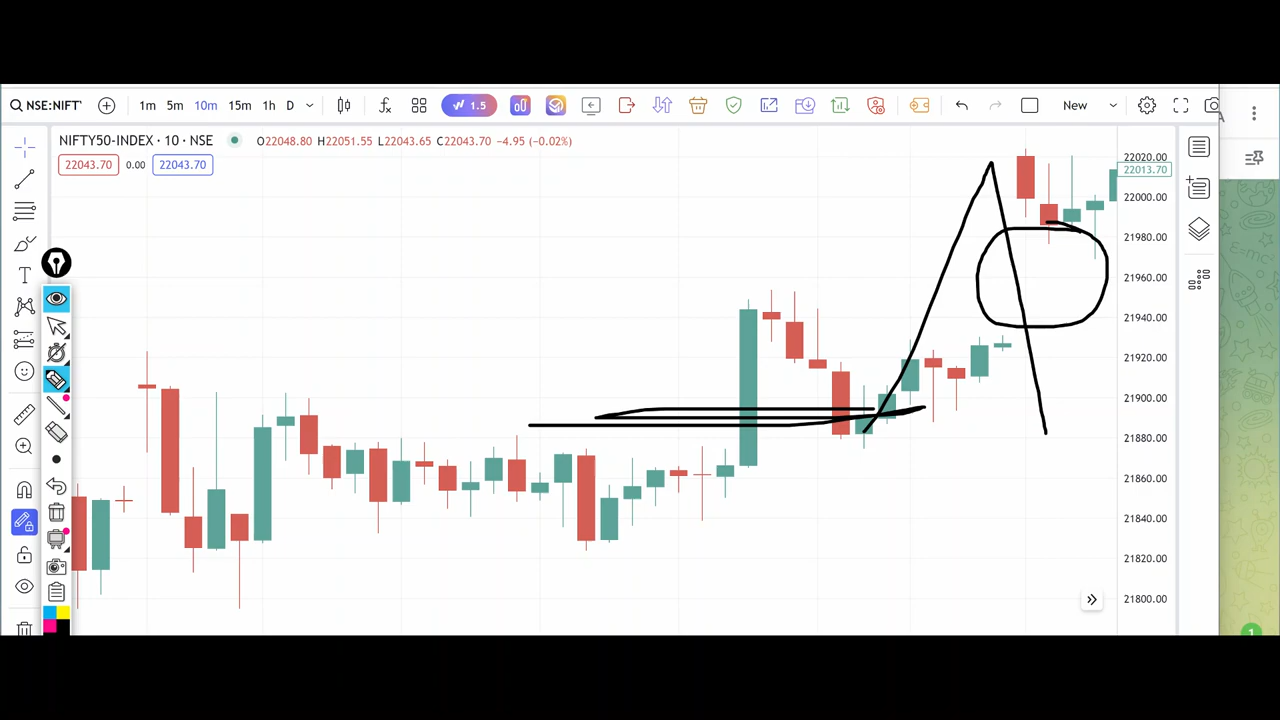 NSE:NIFT
1m 5m 10m 15m 1h D 1.5 New
NIFTY50-INDEX · 10 · NSE O22048.80 H22051.55 L22043.65 C22043.70 -4.95 (-0.02%)
22043.70 0.00 22043.70
22020.00
22013.70
22000.00
21980.00
21960.00
21940.00
21920.00
21900.00
21880.00
21860.00
21840.00
21820.00
21800.00
T
1